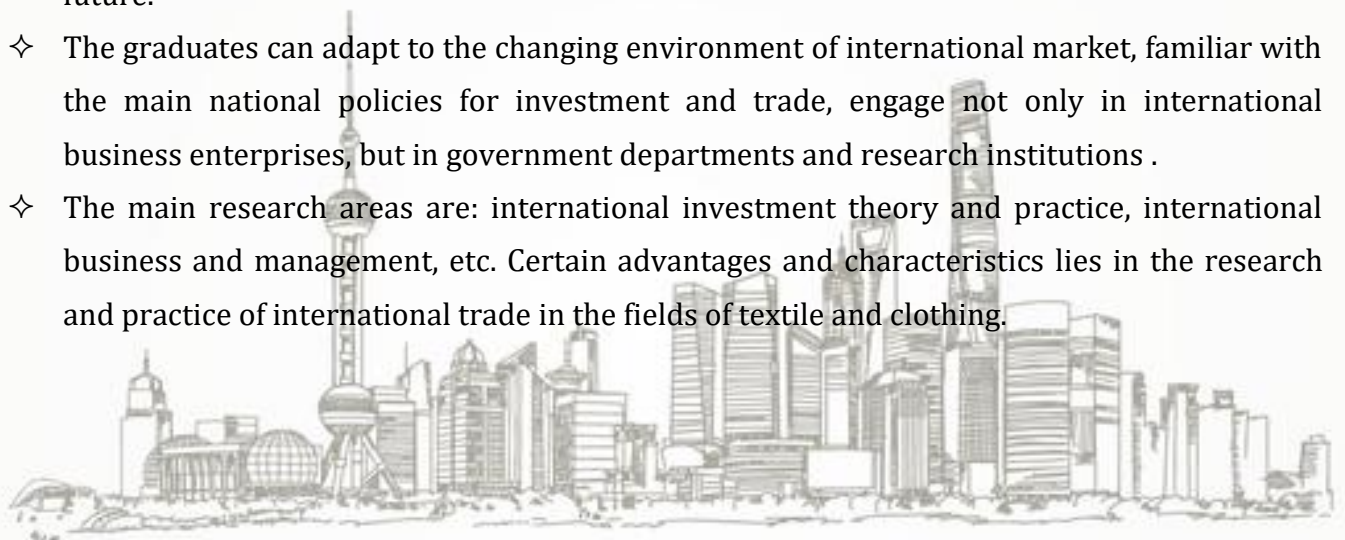 future.
✧ The graduates can adapt to the changing environment of international market, familiar with
the main national policies for investment and trade, engage not only in international
business enterprises, but in government departments and research institutions .
✧ The main research areas are: international investment theory and practice, international
business and management, etc. Certain advantages and characteristics lies in the research
and practice of international trade in the fields of textile and clothing.